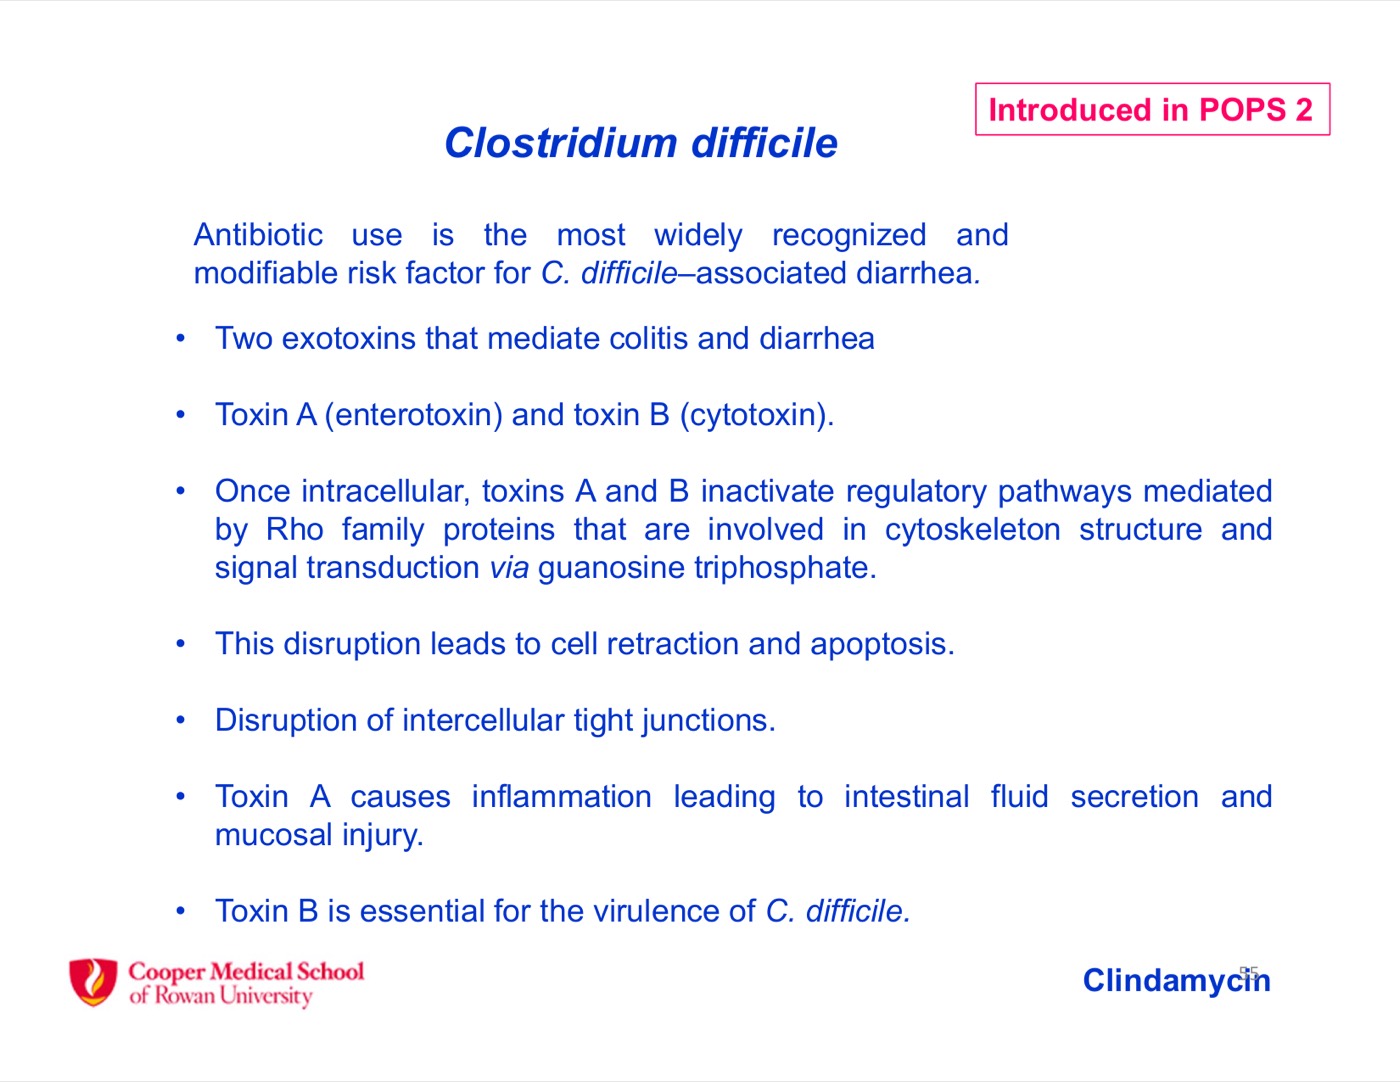 Introduced in POPS 2
Clostridium difficile
Antibiotic use is the most widely recognized and
modifiable risk factor for C. difficile–associated diarrhea.
• Two exotoxins that mediate colitis and diarrhea
• Toxin A (enterotoxin) and toxin B (cytotoxin).
• Once intracellular, toxins A and B inactivate regulatory pathways mediated
by Rho family proteins that are involved in cytoskeleton structure and
signal transduction via guanosine triphosphate.
• This disruption leads to cell retraction and apoptosis.
• Disruption of intercellular tight junctions.
• Toxin A causes inflammation leading to intestinal fluid secretion and
mucosal injury.
• Toxin B is essential for the virulence of C. difficile.
Cooper Medical School
of Rowan University
Clindamycin
55